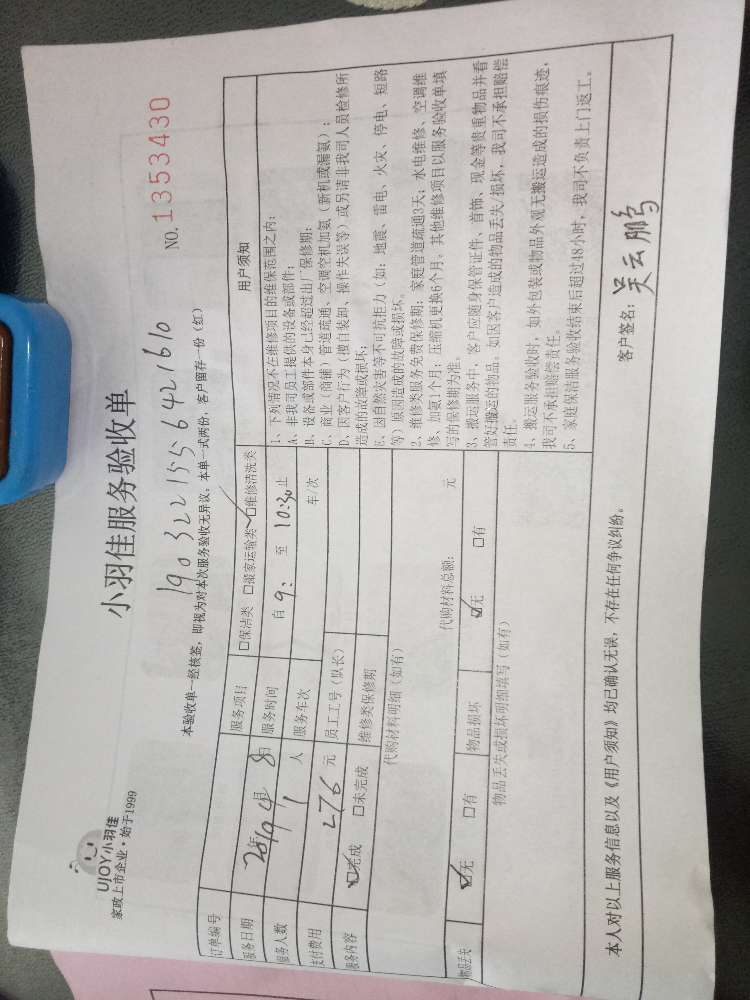 UJOY小羽佳
家政上市企业·始于1999
小羽佳服务验收单
NO. 1353430
1903221556421610
本验收单一经核签，即视为对本次服务验收无异议，本单一式两份，客户留存一份（红）
订单编号
服务项目 □保洁类 □搬家运输类 ☑维修清洗类
服务日期 2019年4月8日 服务时间 自 9: 至 10:30 止
服务人数 1 人 服务车次 车/次
支付费用 276 元 员工工号（队长）
服务内容 ☑完成 □未完成 维修类保修期
代购材料明细（如有）
代购材料总额： 元
物品丢失 ☑无 □有 物品损坏 ☑无 □有
物品丢失或损坏明细填写（如有）
用户须知
1、下列情况不在维修项目的维保范围之内：
A、非我司员工提供的设备或部件；
B、设备或部件本身已经超过出厂保修期；
C、商业（商铺）管道疏通、空调空机加氨（新机或漏氨）；
D、因客户行为（擅自装卸、操作失误等）或另请非我司人员检修所
造成的故障或损坏；
E、因自然灾害等不可抗拒力（如：地震、雷电、火灾、停电、短路
等）原因造成的故障或损坏。
2、维修类服务免费保修期：家庭管道疏通3天；水电维修、空调维
修、加氨1个月；压缩机更换6个月。其他维修项目以服务验收单填
写的保修期为准。
3、搬运服务中，客户应随身保管证件、首饰、现金等贵重物品并看
管好搬运的物品。如因客户造成的物品丢失/损坏，我司不承担赔偿
责任。
4、搬运服务验收时，如外包装或物品外观无搬运造成的损伤痕迹，
我司不承担赔偿责任。
5、家庭保洁服务验收结束后超过48小时，我司不负责上门返工。
本人对以上服务信息以及《用户须知》均已确认无误，不存在任何争议纠纷。
客户签名： 吴云鹏